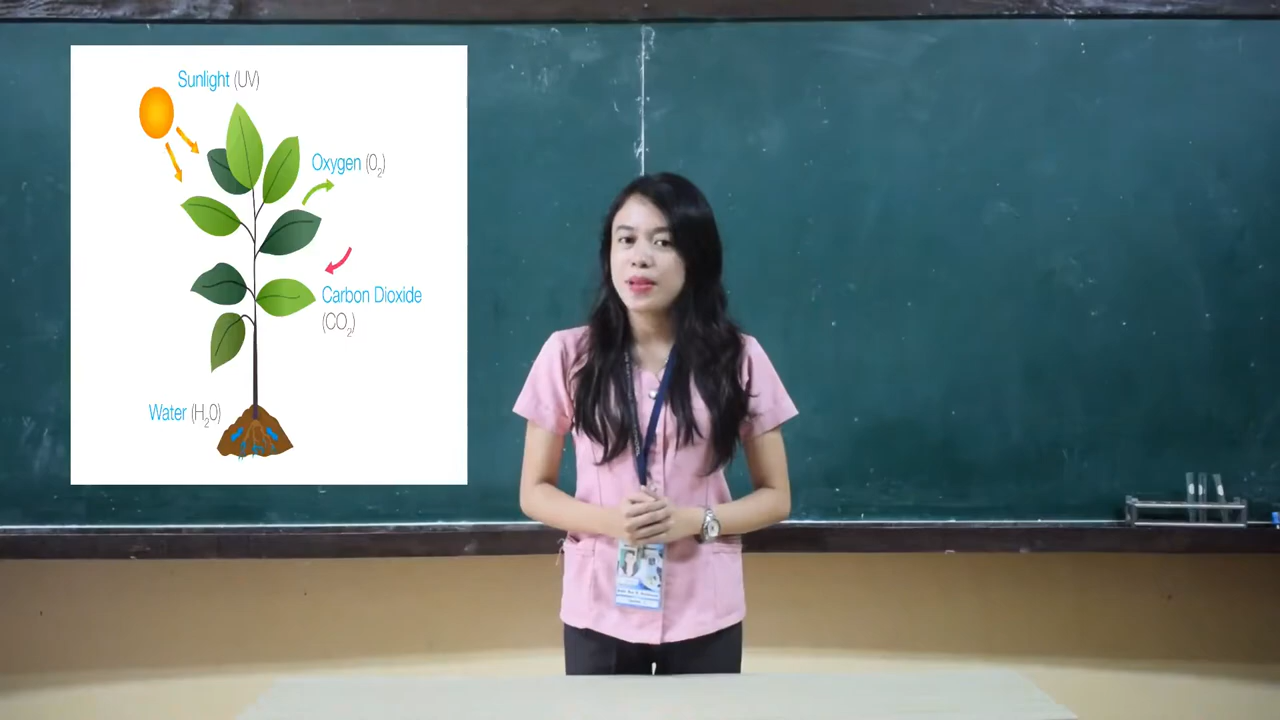 Sunlight (UV)
Oxygen (O₂)
Carbon Dioxide
(CO₂)
Water (H₂O)